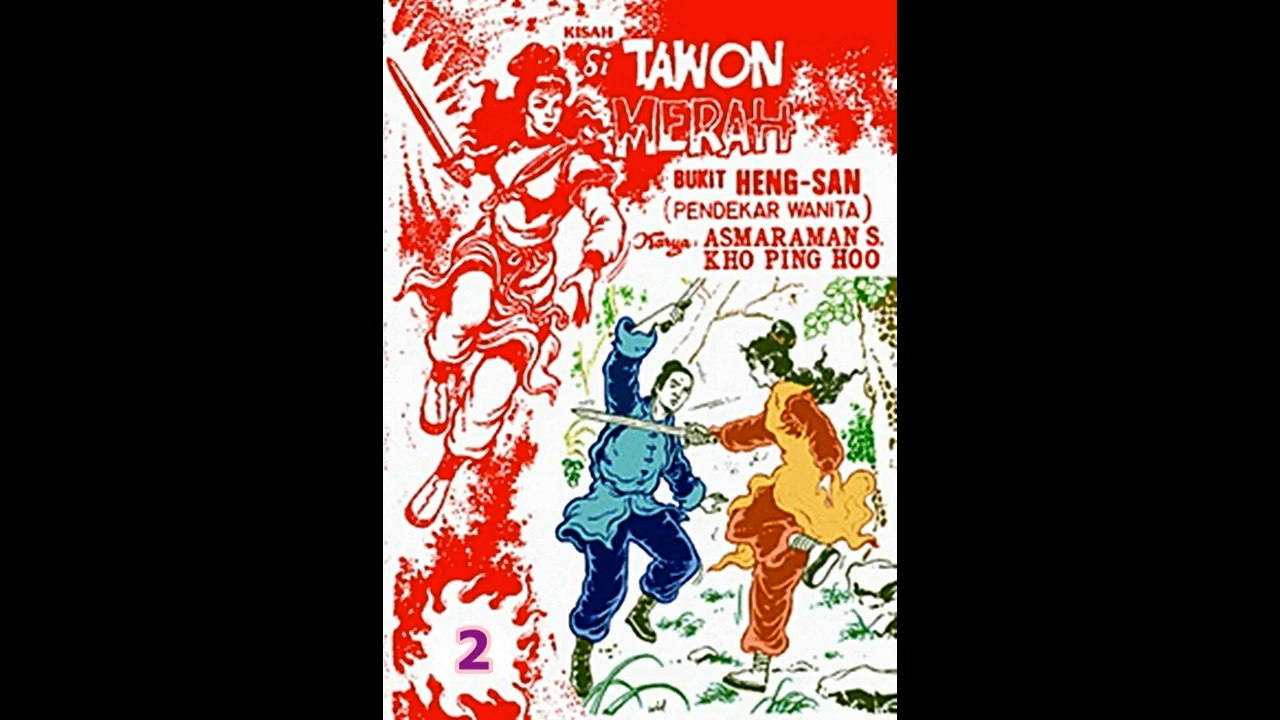 KISAH
Si TAWON
MERAH
BUKIT HENG-SAN
(PENDEKAR WANITA)
Karya: ASMARAMAN S.
KHO PING HOO
2